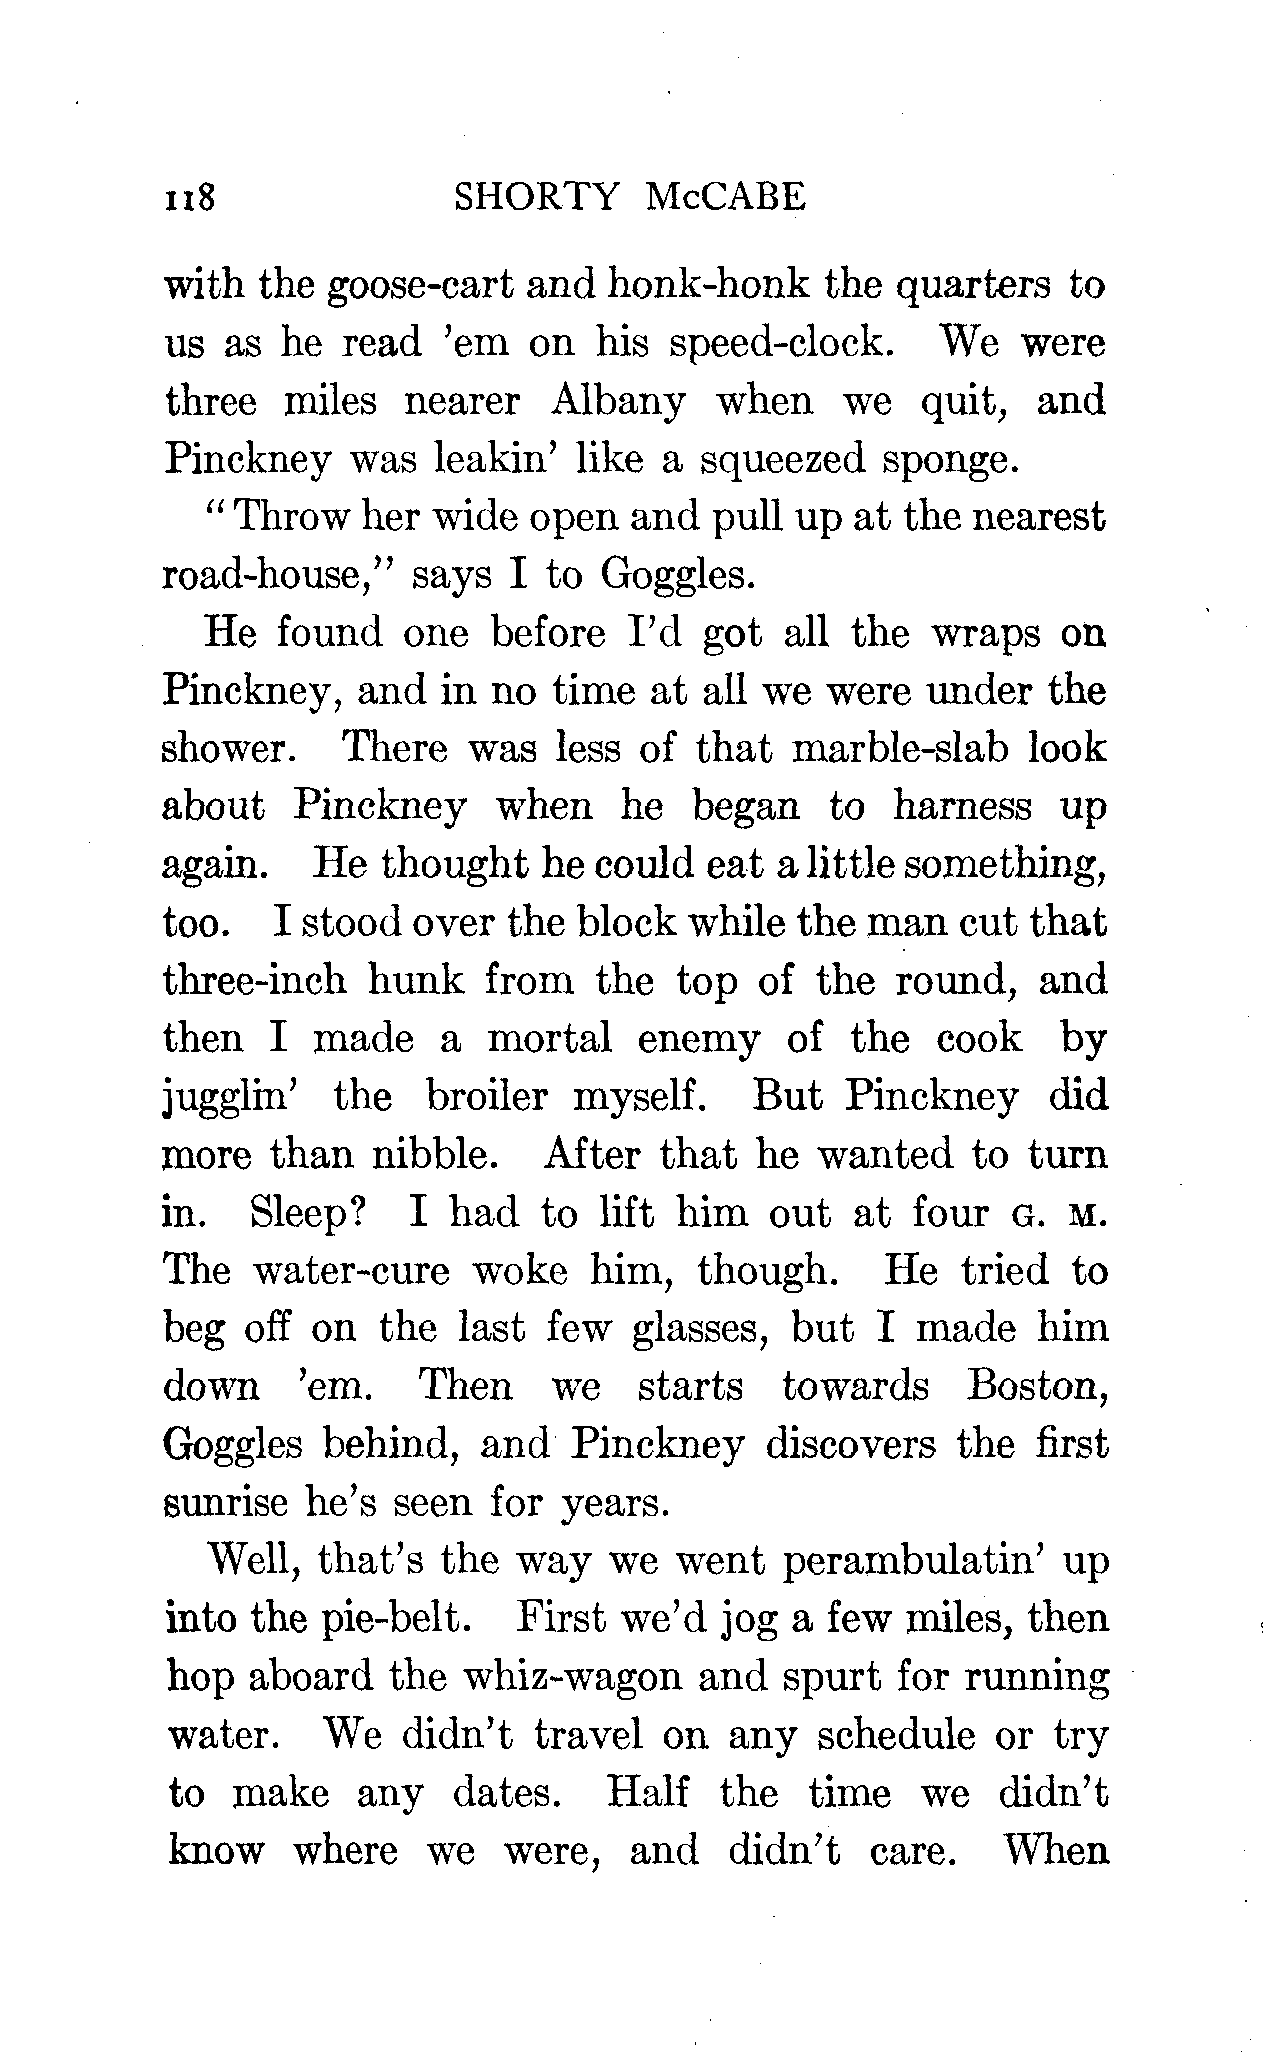 118 SHORTY McCABE
with the goose-cart and honk-honk the quarters to
us as he read 'em on his speed-clock. We were
three miles nearer Albany when we quit, and
Pinckney was leakin' like a squeezed sponge.
"Throw her wide open and pull up at the nearest
road-house," says I to Goggles.
He found one before I'd got all the wraps on
Pinckney, and in no time at all we were under the
shower. There was less of that marble-slab look
about Pinckney when he began to harness up
again. He thought he could eat a little something,
too. I stood over the block while the man cut that
three-inch hunk from the top of the round, and
then I made a mortal enemy of the cook by
jugglin' the broiler myself. But Pinckney did
more than nibble. After that he wanted to turn
in. Sleep? I had to lift him out at four G. M.
The water-cure woke him, though. He tried to
beg off on the last few glasses, but I made him
down 'em. Then we starts towards Boston,
Goggles behind, and Pinckney discovers the first
sunrise he's seen for years.
Well, that's the way we went perambulatin' up
into the pie-belt. First we'd jog a few miles, then
hop aboard the whiz-wagon and spurt for running
water. We didn't travel on any schedule or try
to make any dates. Half the time we didn't
know where we were, and didn't care. When